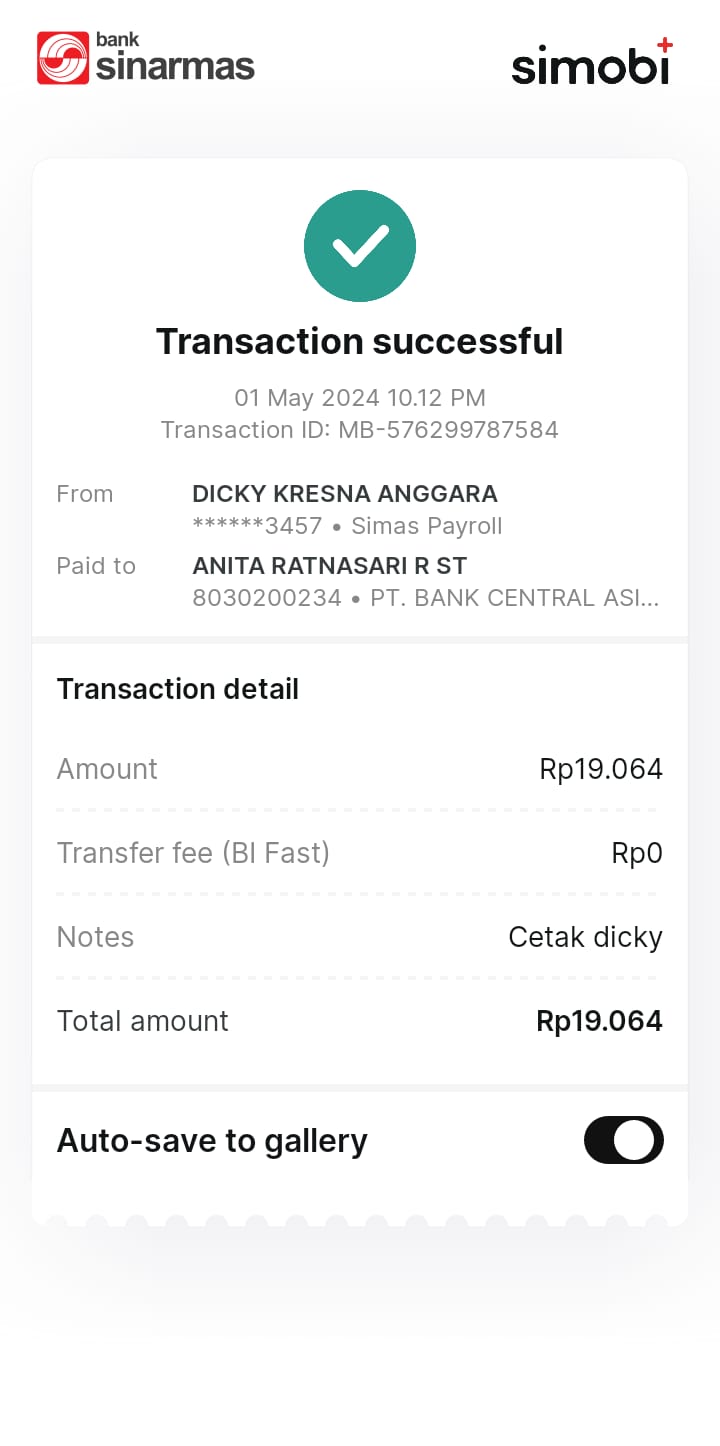 bank
sinarmas
simobi+
Transaction successful
01 May 2024 10.12 PM
Transaction ID: MB-576299787584
From DICKY KRESNA ANGGARA
******3457 • Simas Payroll
Paid to ANITA RATNASARI R ST
8030200234 • PT. BANK CENTRAL ASI...
Transaction detail
Amount Rp19.064
Transfer fee (BI Fast) Rp0
Notes Cetak dicky
Total amount Rp19.064
Auto-save to gallery